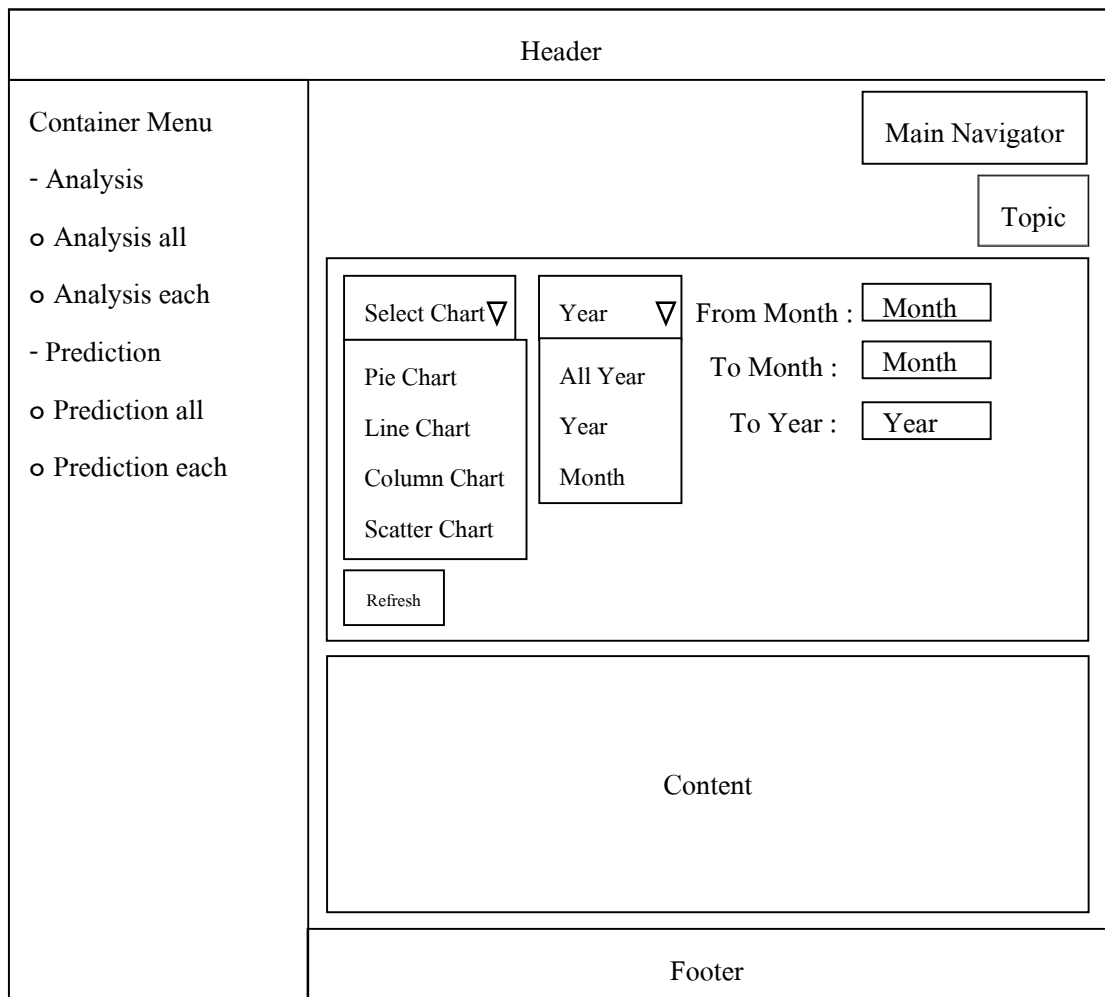 Header
Container Menu
- Analysis
o Analysis all
o Analysis each
- Prediction
o Prediction all
o Prediction each
Main Navigator
Topic
Select Chart
Pie Chart
Line Chart
Column Chart
Scatter Chart
Year
All Year
Year
Month
From Month : Month
To Month : Month
To Year : Year
Refresh
Content
Footer